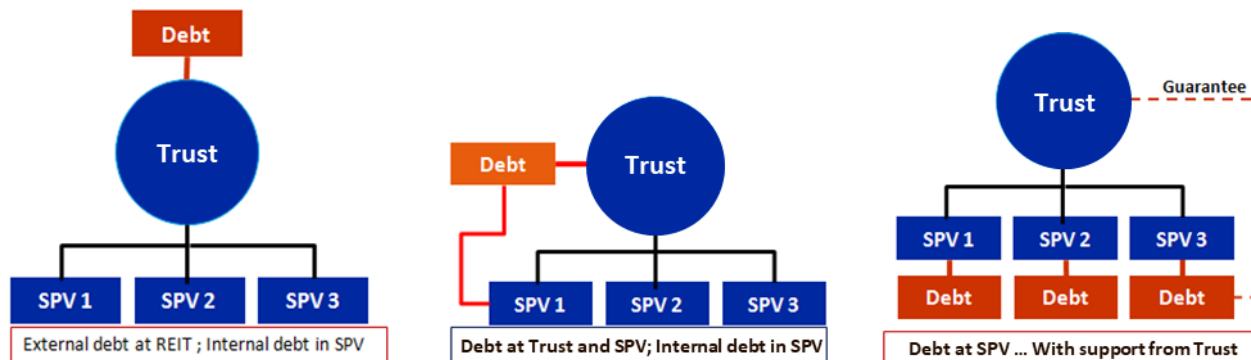 Debt
Trust
SPV 1
SPV 2
SPV 3
External debt at REIT ; Internal debt in SPV
Debt
Trust
SPV 1
SPV 2
SPV 3
Debt at Trust and SPV; Internal debt in SPV
Trust
Guarantee
SPV 1
SPV 2
SPV 3
Debt
Debt
Debt
Debt at SPV ... With support from Trust